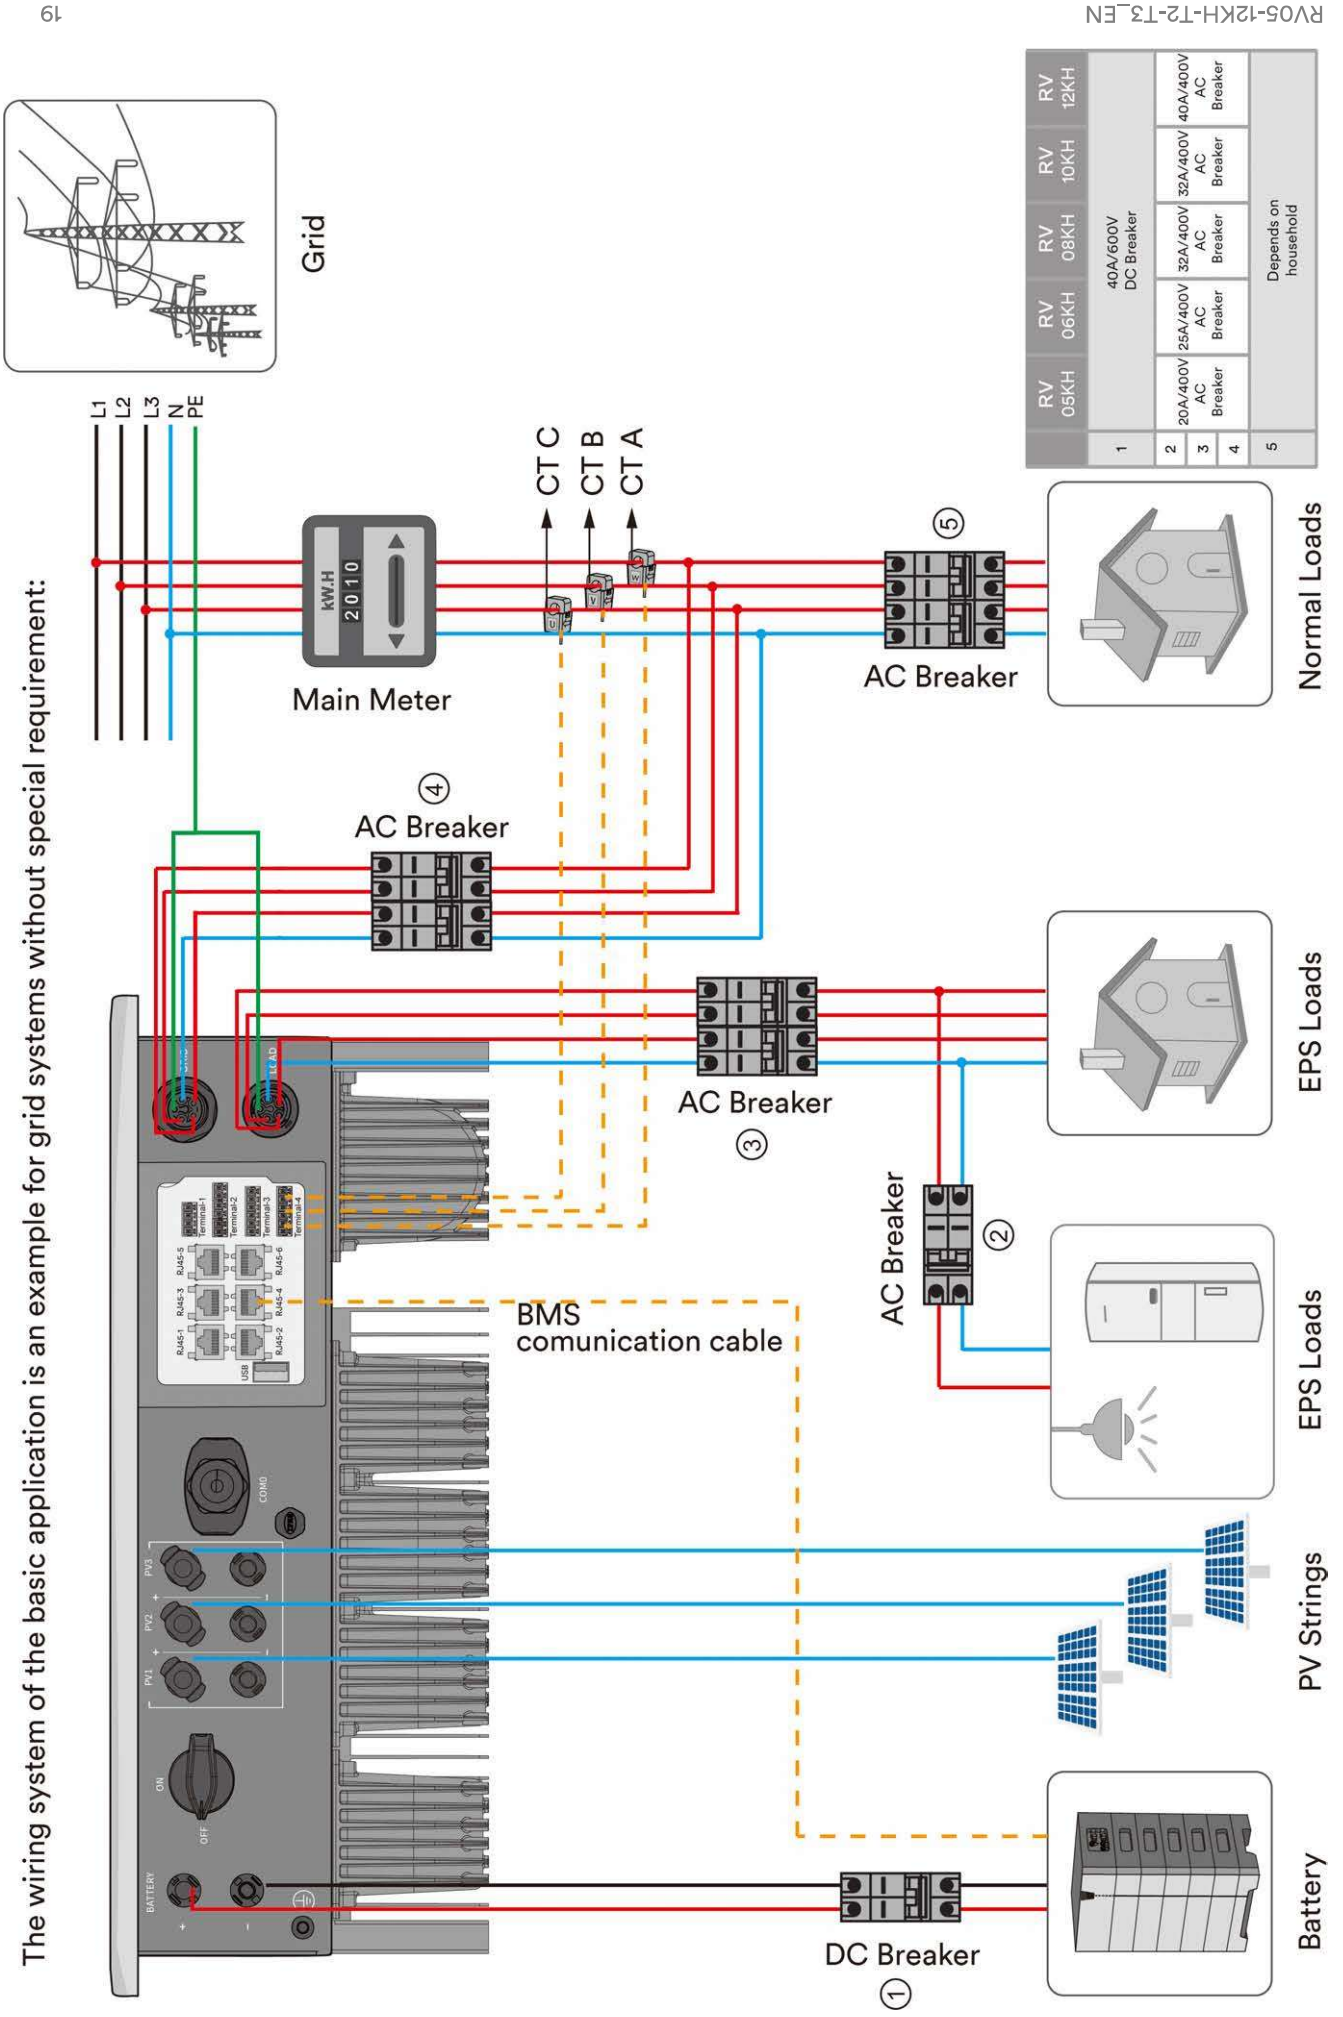 The wiring system of the basic application is an example for grid systems without special requirement:
BATTERY
+
-
OFF
ON
PV1
PV2
PV3
+
+
-
-
COM0
USB
RJ45-1
RJ45-3
RJ45-5
RJ45-2
RJ45-4
RJ45-6
Terminal-1
Terminal-2
Terminal-3
Terminal-4
LOAD
L1
L2
L3
N
PE
Grid
kW.H
2010
Main Meter
CT C
CT B
CT A
U
V
W
AC Breaker
4
AC Breaker
3
AC Breaker
2
AC Breaker
5
BMS
comunication cable
DC Breaker
1
Battery
PV Strings
EPS Loads
EPS Loads
Normal Loads
RV
05KH
RV
06KH
RV
08KH
RV
10KH
RV
12KH
1
40A/600V
DC Breaker
2
3
4
20A/400V
AC
Breaker
25A/400V
AC
Breaker
32A/400V
AC
Breaker
32A/400V
AC
Breaker
40A/400V
AC
Breaker
5
Depends on
household
RV05-12KH-T2-T3_EN
19